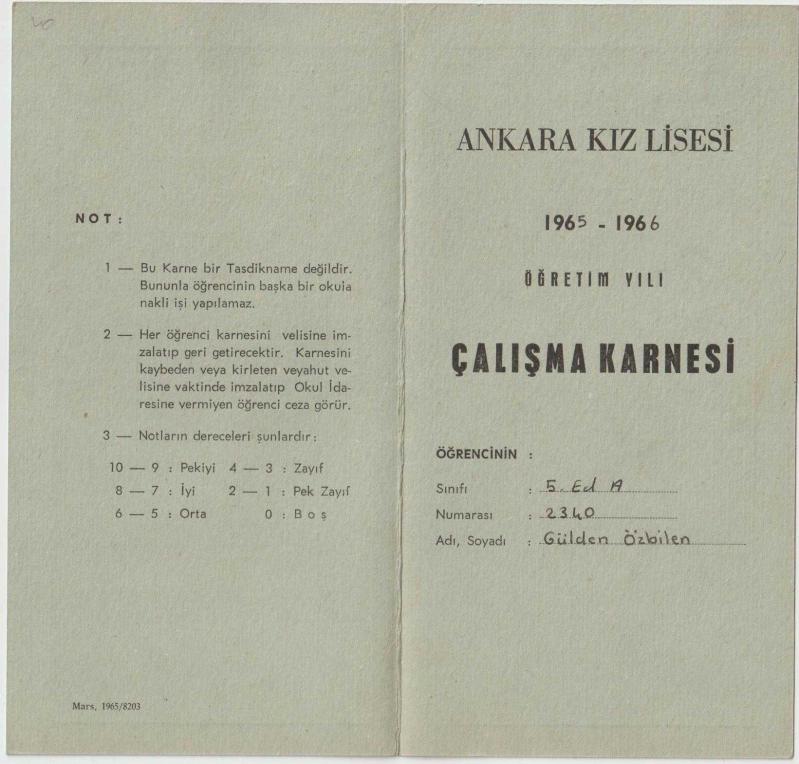 NOT :
1 — Bu Karne bir Tasdikname değildir.
Bununla öğrencinin başka bir okula
nakli işi yapılamaz.
2 — Her öğrenci karnesini velisine im-
zalatıp geri getirecektir. Karnesini
kaybeden veya kirleten veyahut ve-
lisine vaktinde imzalatıp Okul İda-
resine vermiyen öğrenci ceza görür.
3 — Notların dereceleri şunlardır :
10 — 9 : Pekiyi 4 — 3 : Zayıf
8 — 7 : İyi 2 — 1 : Pek Zayıf
6 — 5 : Orta 0 : Boş
Mars, 1965/8203
ANKARA KIZ LİSESİ
1965 - 1966
ÖĞRETİM YILI
ÇALIŞMA KARNESİ
ÖĞRENCİNİN :
Sınıfı : 5. Ed A
Numarası : 2340
Adı, Soyadı : Gülden Özbilen